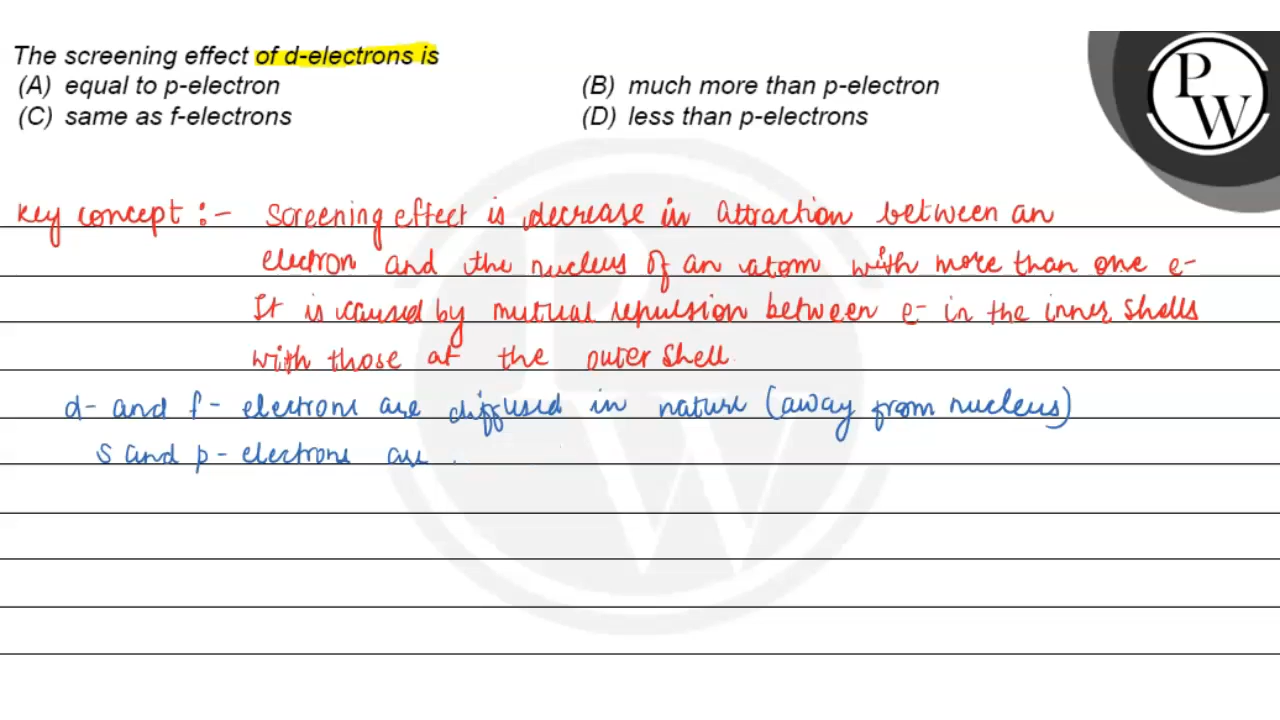 The screening effect of d-electrons is
(A) equal to p-electron (B) much more than p-electron
(C) same as f-electrons (D) less than p-electrons
P
W
Key concept :- Screening effect is decrease in attraction between an
electron and the nucleus of an atom with more than one e-
It is caused by mutual repulsion between e- in the inner shells
with those at the outer shell.
d- and f- electrons are diffused in nature (away from nucleus)
s and p- electrons are